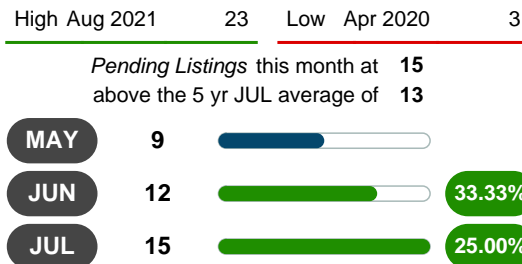 High Aug 2021 23 Low Apr 2020 3
Pending Listings this month at 15
above the 5 yr JUL average of 13
MAY 9
JUN 12 33.33%
JUL 15 25.00%